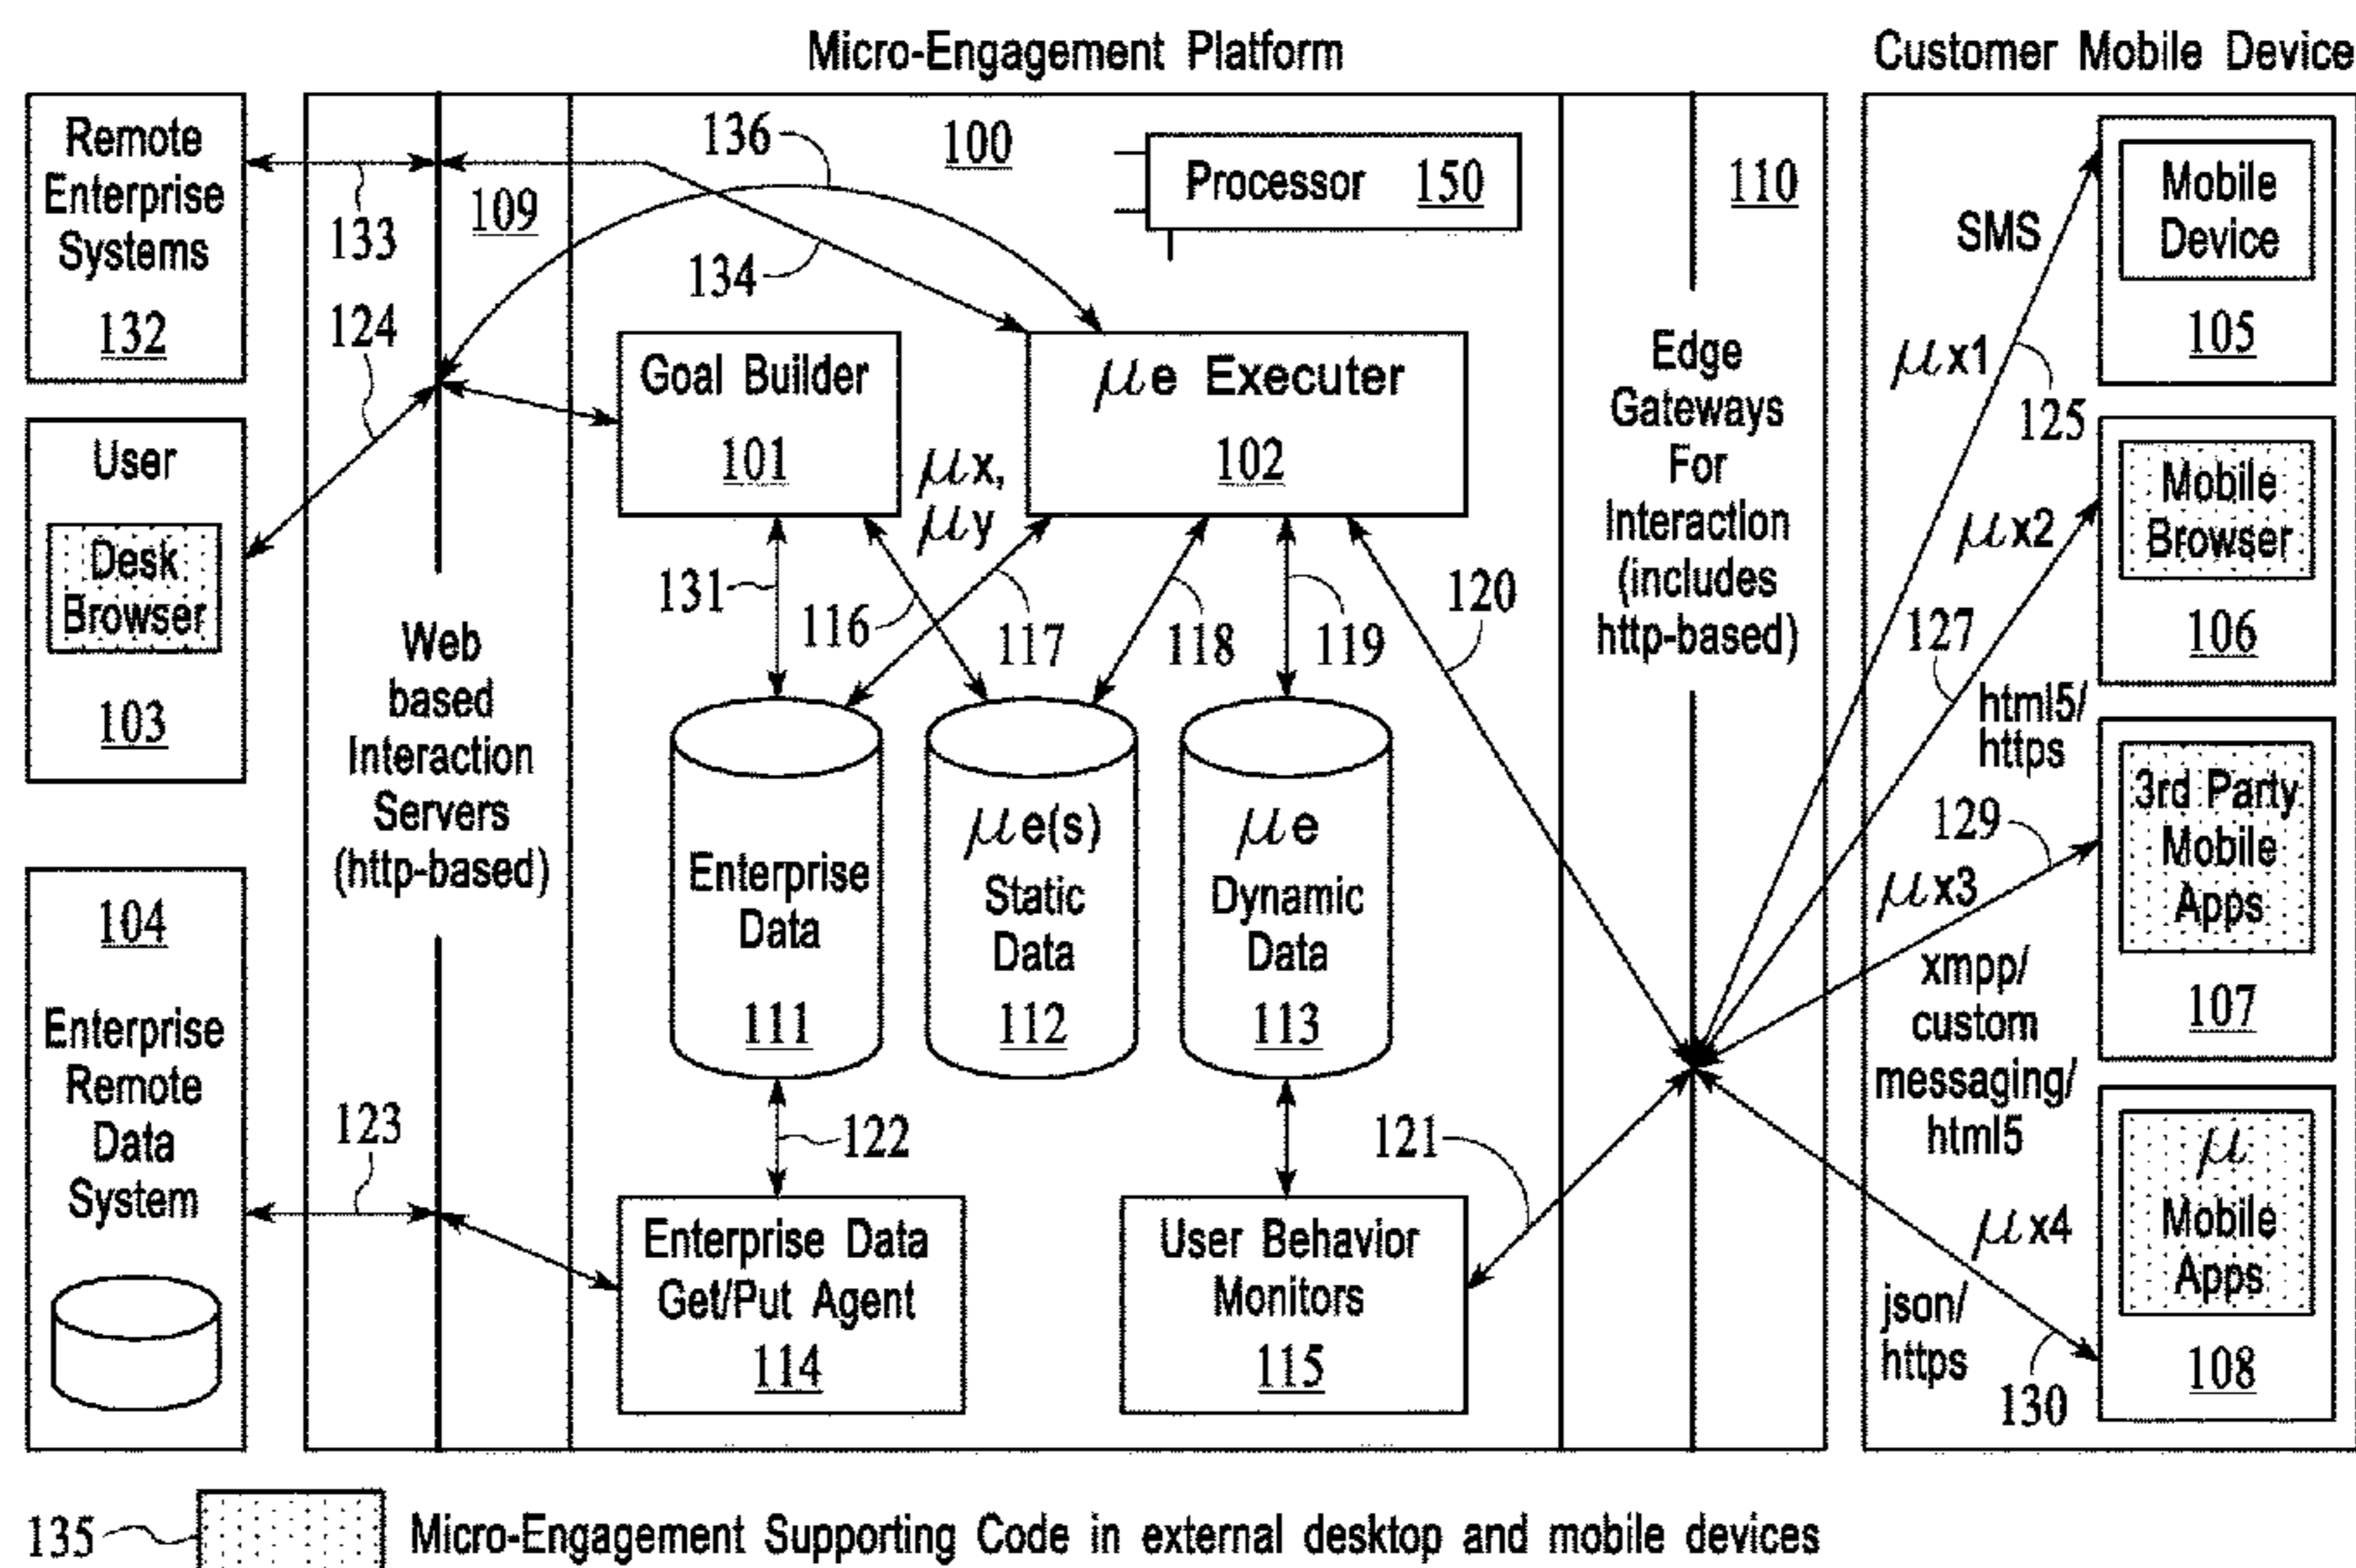 Micro-Engagement Platform
Customer Mobile Device
Remote
Enterprise
Systems
132
133
124
User
Desk
Browser
103
104
Enterprise
Remote
Data
System
123
109
Web
based
Interaction
Servers
(http-based)
136
100
134
Processor 150
Goal Builder
101
μe Executer
102
μx,
μy
131
116
117
118
119
120
Enterprise
Data
111
μe(s)
Static
Data
112
μe
Dynamic
Data
113
122
121
Enterprise Data
Get/Put Agent
114
User Behavior
Monitors
115
110
Edge
Gateways
For
Interaction
(includes
http-based)
SMS
μx1
125
Mobile
Device
105
μx2
127
html5/
https
Mobile
Browser
106
129
μx3
xmpp/
custom
messaging/
html5
3rd Party
Mobile
Apps
107
μx4
json/
https
130
μ
Mobile
Apps
108
135
Micro-Engagement Supporting Code in external desktop and mobile devices